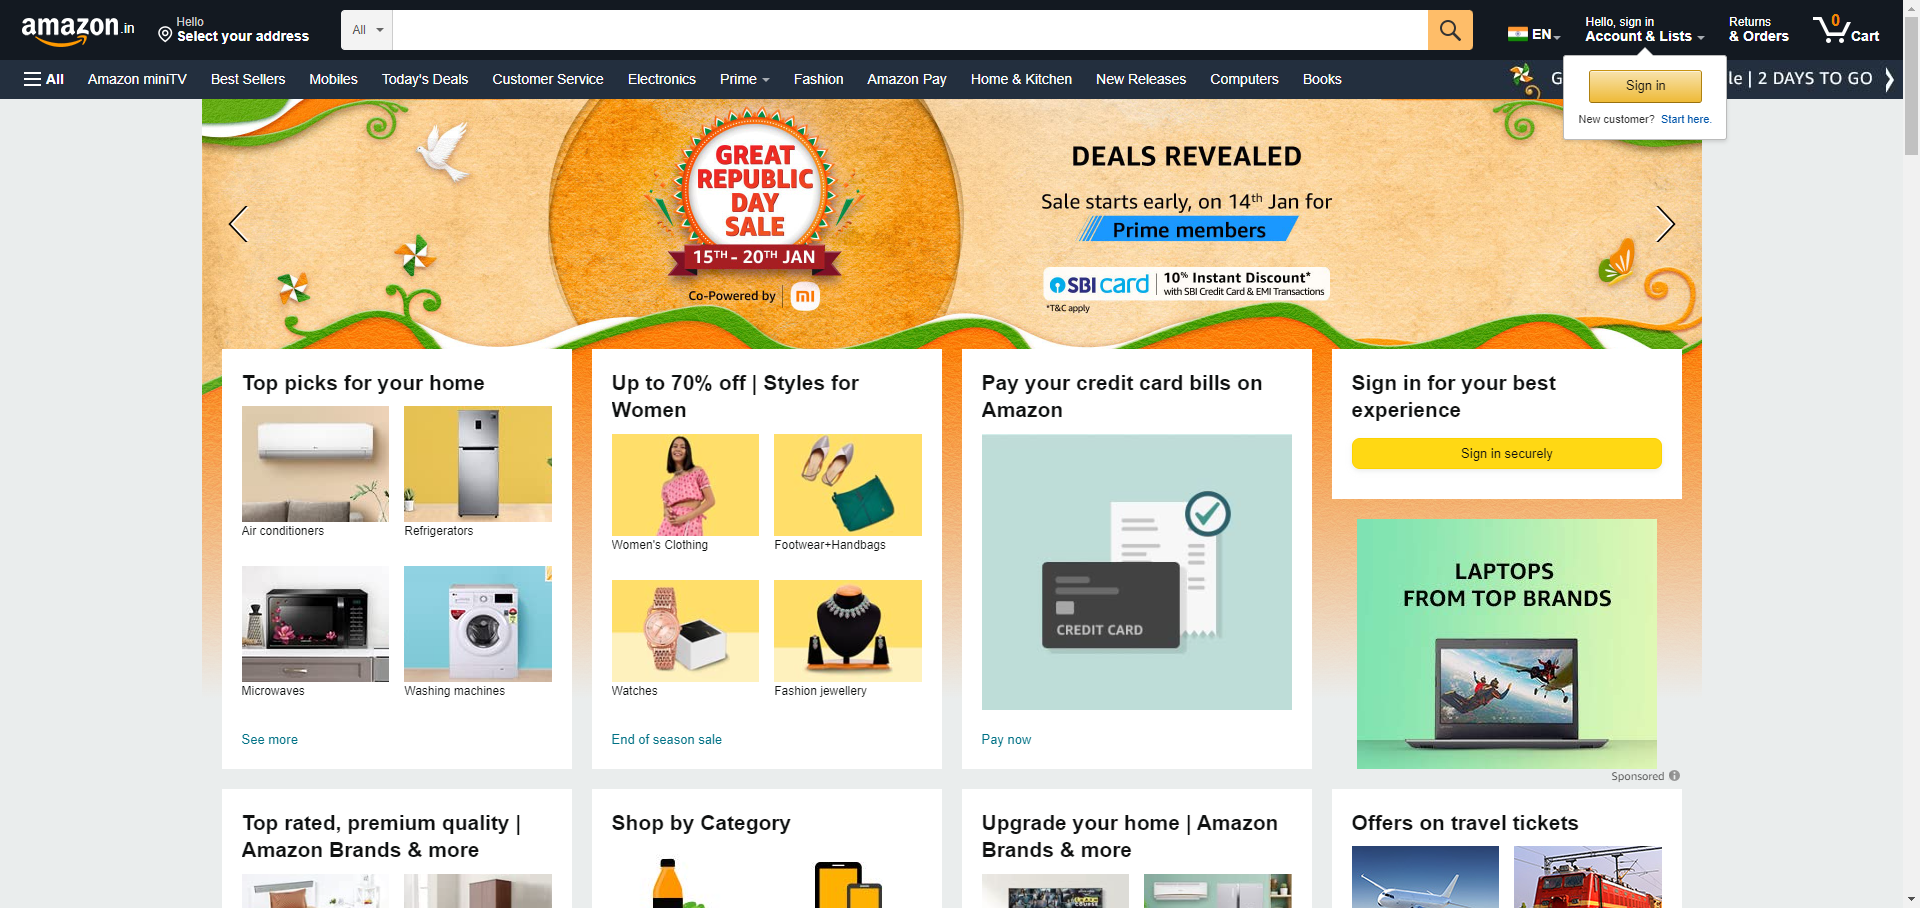 amazon.in
Hello
Select your address
All
EN
Hello, sign in
Account & Lists
Returns
& Orders
0
Cart
All
Amazon miniTV
Best Sellers
Mobiles
Today's Deals
Customer Service
Electronics
Prime
Fashion
Amazon Pay
Home & Kitchen
New Releases
Computers
Books
G
le | 2 DAYS TO GO
Sign in
New customer? Start here.
GREAT
REPUBLIC
DAY
SALE
15TH - 20TH JAN
Co-Powered by
mi
DEALS REVEALED
Sale starts early, on 14th Jan for
Prime members
SBI card
10% Instant Discount*
with SBI Credit Card & EMI Transactions
*T&C apply
Top picks for your home
Air conditioners
Refrigerators
Microwaves
Washing machines
See more
Up to 70% off | Styles for
Women
Women's Clothing
Footwear+Handbags
Watches
Fashion jewellery
End of season sale
Pay your credit card bills on
Amazon
CREDIT CARD
Pay now
Sign in for your best
experience
Sign in securely
LAPTOPS
FROM TOP BRANDS
Sponsored
Top rated, premium quality |
Amazon Brands & more
Shop by Category
Upgrade your home | Amazon
Brands & more
Offers on travel tickets